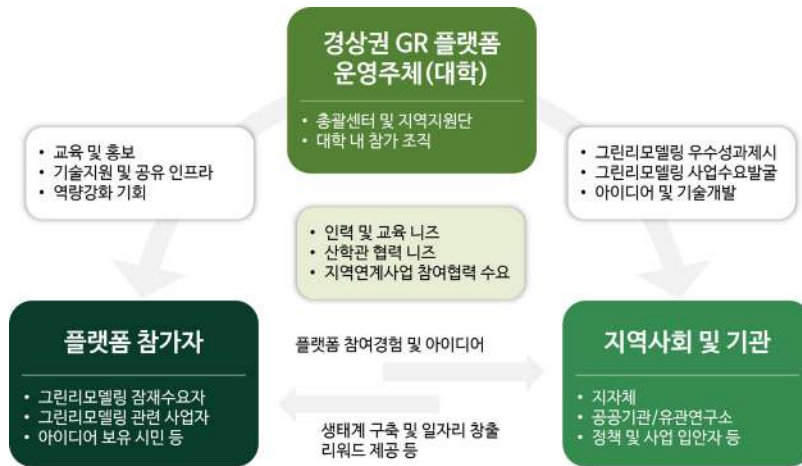 경상권 GR 플랫폼
운영주체(대학)
• 총괄센터 및 지역지원단
• 대학 내 참가 조직
• 교육 및 홍보
• 기술지원 및 공유 인프라
• 역량강화 기회
• 그린리모델링 우수성과제시
• 그린리모델링 사업수요발굴
• 아이디어 및 기술개발
• 인력 및 교육 니즈
• 산학관 협력 니즈
• 지역연계사업 참여협력 수요
플랫폼 참가자
• 그린리모델링 잠재수요자
• 그린리모델링 관련 사업자
• 아이디어 보유 시민 등
플랫폼 참여경험 및 아이디어
생태계 구축 및 일자리 창출
리워드 제공 등
지역사회 및 기관
• 지자체
• 공공기관/유관연구소
• 정책 및 사업 입안자 등